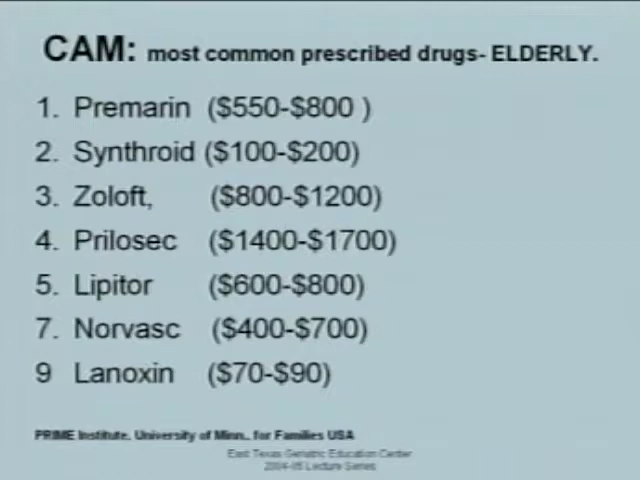 CAM: most common prescribed drugs- ELDERLY.
1. Premarin ($550-$800 )
2. Synthroid ($100-$200)
3. Zoloft, ($800-$1200)
4. Prilosec ($1400-$1700)
5. Lipitor ($600-$800)
7. Norvasc ($400-$700)
9 Lanoxin ($70-$90)
PRIME Institute, University of Minn., for Families USA
East Texas Geriatric Education Center
2004-05 Lecture Series